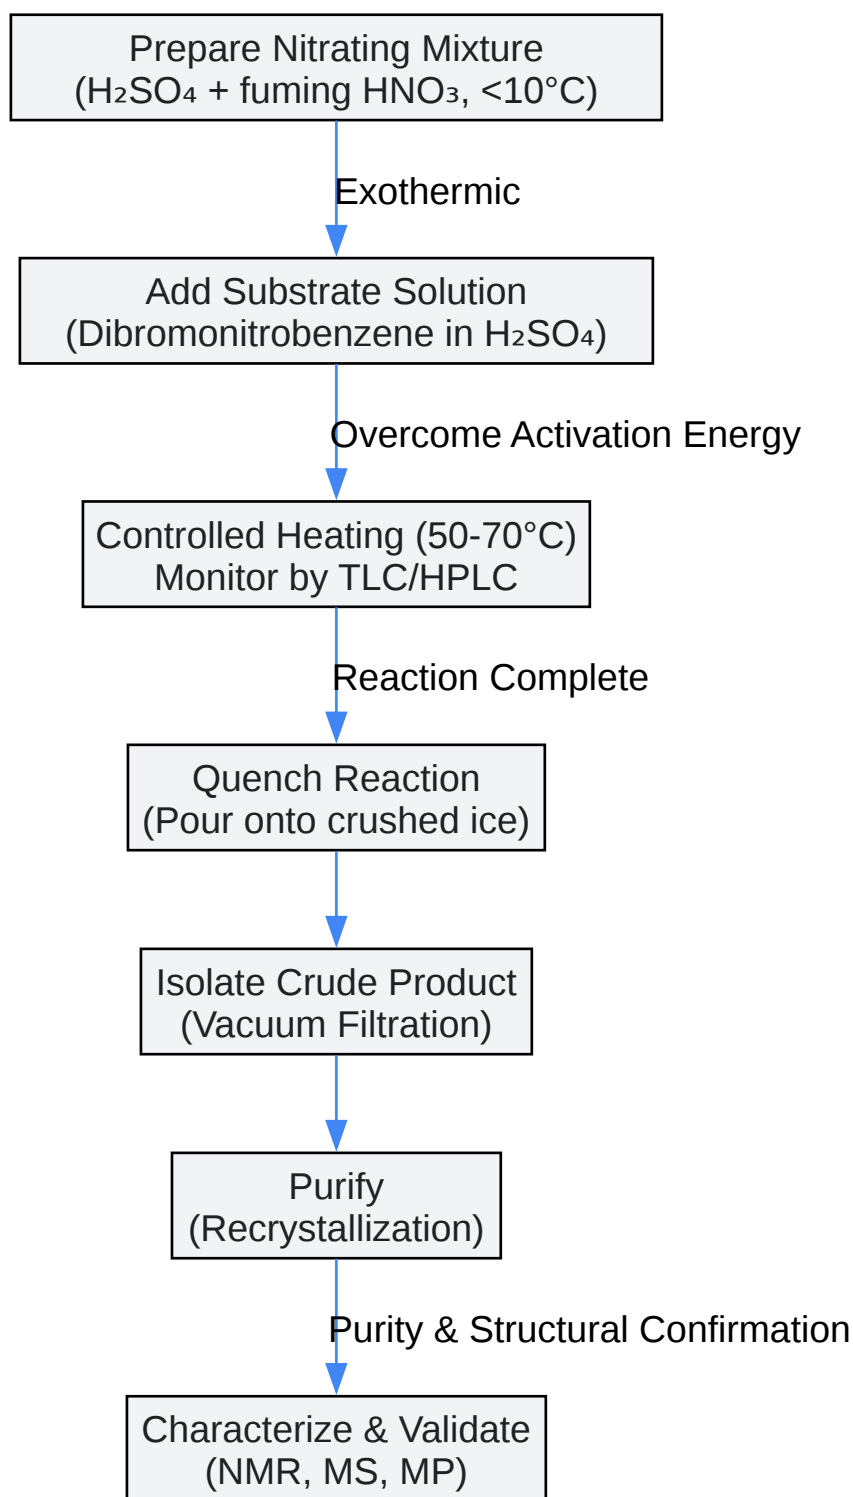 Prepare Nitrating Mixture
(H₂SO₄ + fuming HNO₃, <10°C)
Exothermic
Add Substrate Solution
(Dibromonitrobenzene in H₂SO₄)
Overcome Activation Energy
Controlled Heating (50-70°C)
Monitor by TLC/HPLC
Reaction Complete
Quench Reaction
(Pour onto crushed ice)
Isolate Crude Product
(Vacuum Filtration)
Purify
(Recrystallization)
Purity & Structural Confirmation
Characterize & Validate
(NMR, MS, MP)